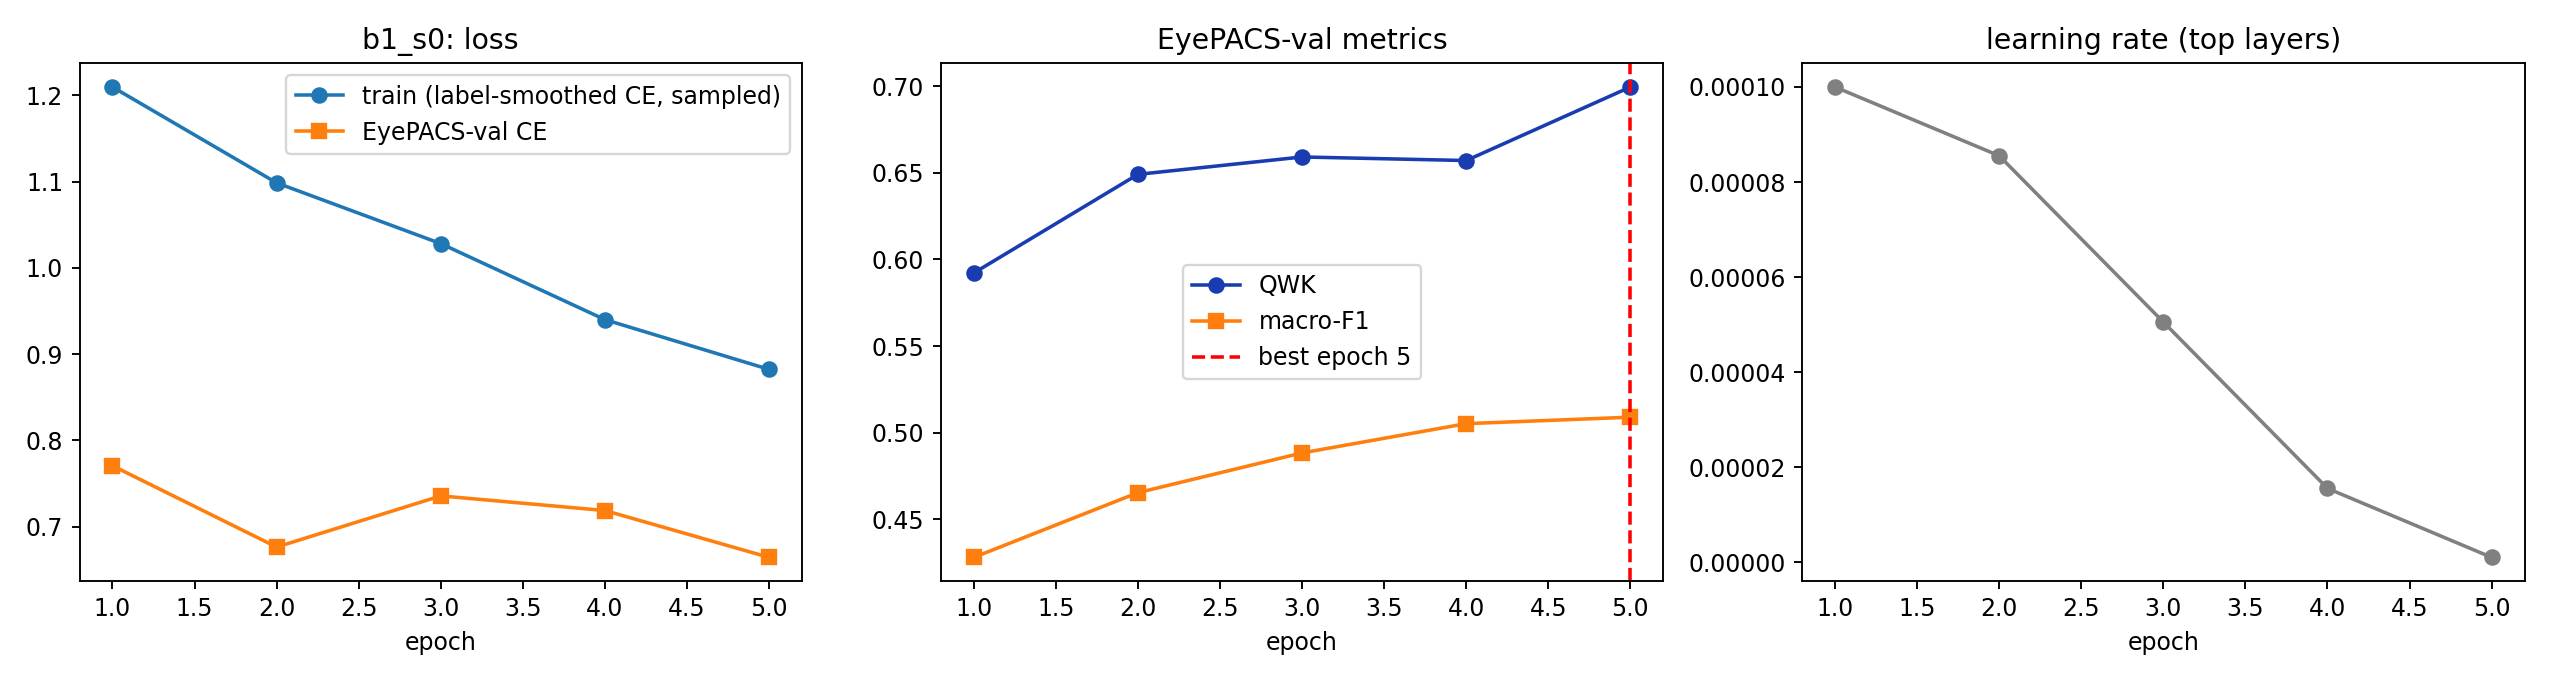 b1_s0: loss
train (label-smoothed CE, sampled)
EyePACS-val CE
1.2
1.1
1.0
0.9
0.8
0.7
1.0 1.5 2.0 2.5 3.0 3.5 4.0 4.5 5.0
epoch
EyePACS-val metrics
0.70
0.65
0.60
0.55
0.50
0.45
QWK
macro-F1
best epoch 5
1.0 1.5 2.0 2.5 3.0 3.5 4.0 4.5 5.0
epoch
learning rate (top layers)
0.00010
0.00008
0.00006
0.00004
0.00002
0.00000
1.0 1.5 2.0 2.5 3.0 3.5 4.0 4.5 5.0
epoch